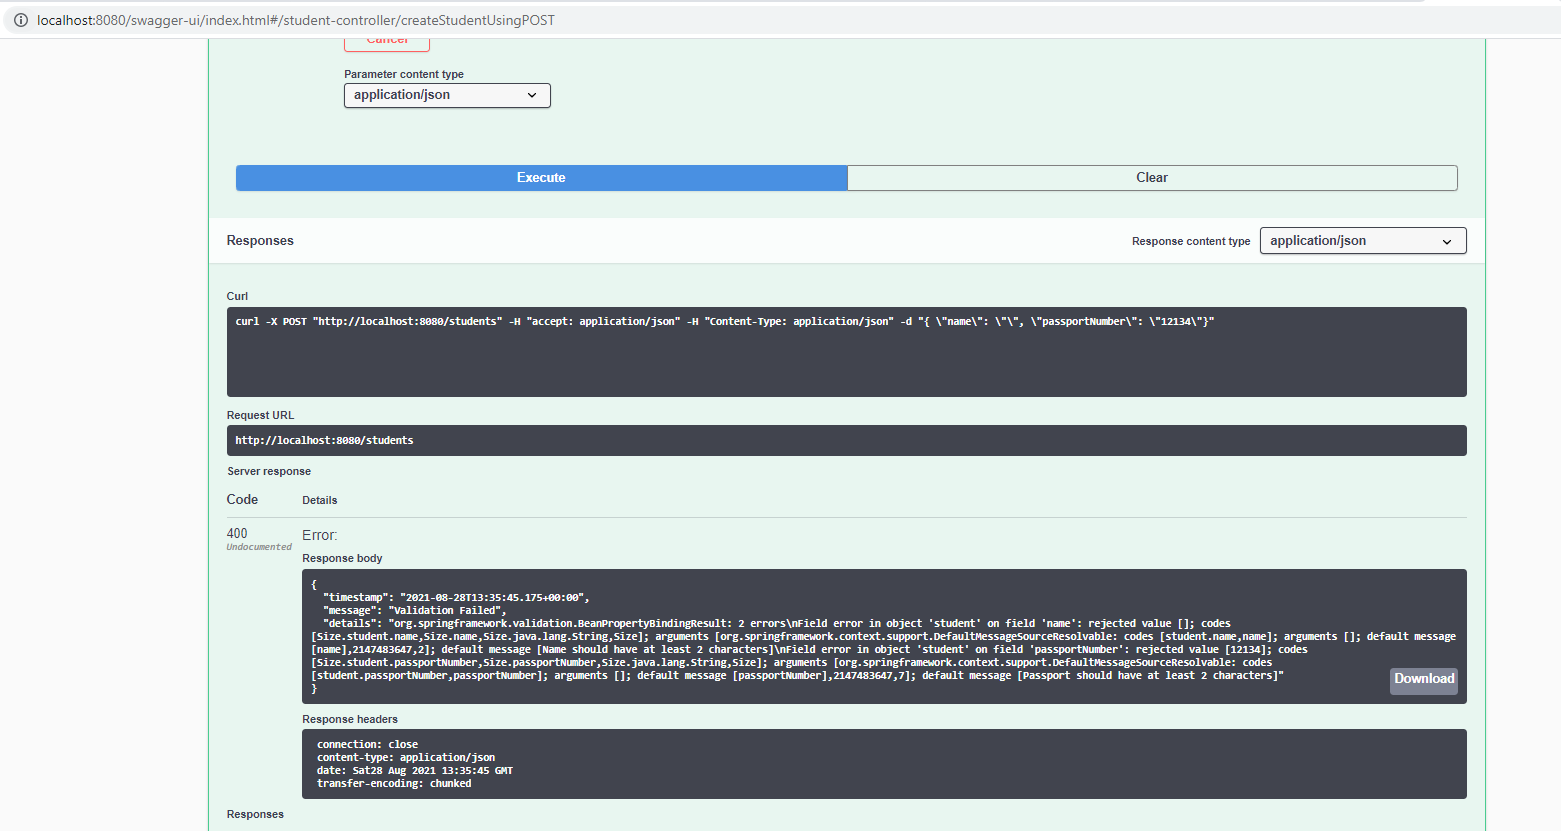 localhost:8080/swagger-ui/index.html#/student-controller/createStudentUsingPOST
Cancel
Parameter content type
application/json
Execute
Clear
Responses
Response content type
application/json
Curl
curl -X POST "http://localhost:8080/students" -H "accept: application/json" -H "Content-Type: application/json" -d "{ \"name\": \"\", \"passportNumber\": \"12134\"}"
Request URL
http://localhost:8080/students
Server response
Code
Details
400
Undocumented
Error:
Response body
{
"timestamp": "2021-08-28T13:35:45.175+00:00",
"message": "Validation Failed",
"details": "org.springframework.validation.BeanPropertyBindingResult: 2 errors\nField error in object 'student' on field 'name': rejected value []; codes
[Size.student.name,Size.name,Size.java.lang.String,Size]; arguments [org.springframework.context.support.DefaultMessageSourceResolvable: codes [student.name,name]; arguments []; default message
[name],2147483647,2]; default message [Name should have at least 2 characters]\nField error in object 'student' on field 'passportNumber': rejected value [12134]; codes
[Size.student.passportNumber,Size.passportNumber,Size.java.lang.String,Size]; arguments [org.springframework.context.support.DefaultMessageSourceResolvable: codes
[student.passportNumber,passportNumber]; arguments []; default message [passportNumber],2147483647,7]; default message [Passport should have at least 2 characters]"
}
Download
Response headers
connection: close
content-type: application/json
date: Sat28 Aug 2021 13:35:45 GMT
transfer-encoding: chunked
Responses